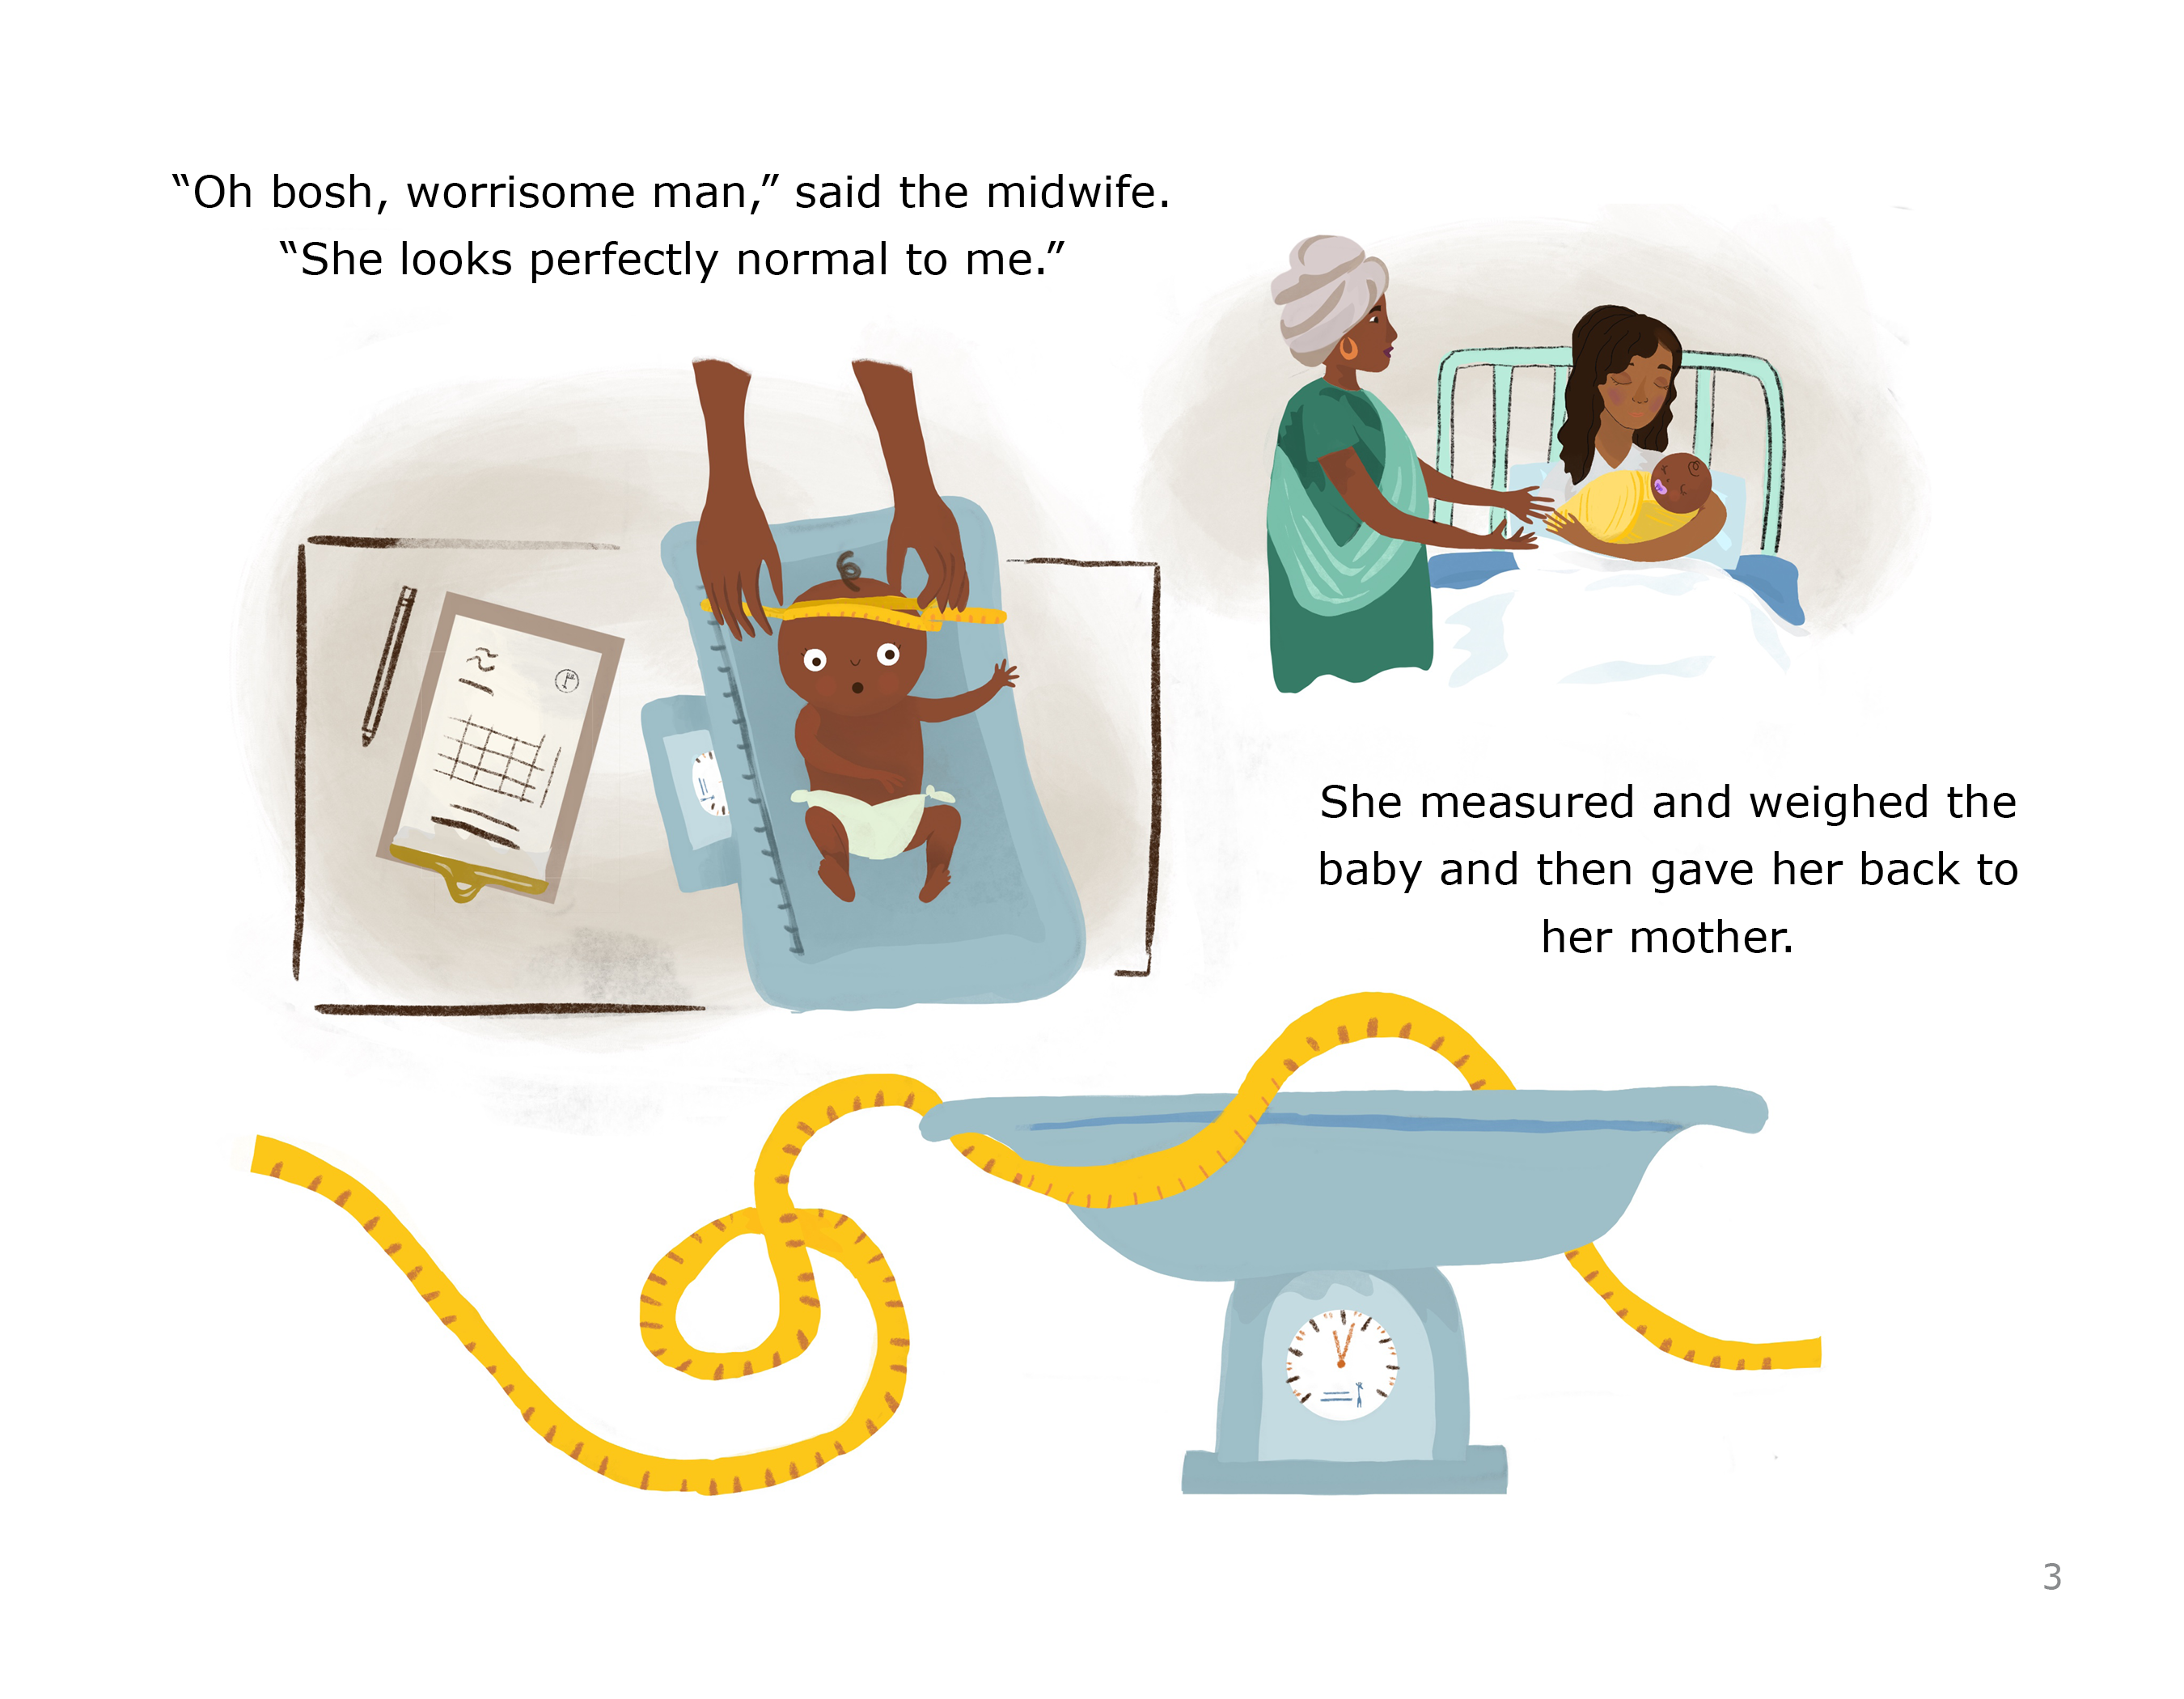 “Oh bosh, worrisome man,” said the midwife.
“She looks perfectly normal to me.”
She measured and weighed the
baby and then gave her back to
her mother.
3